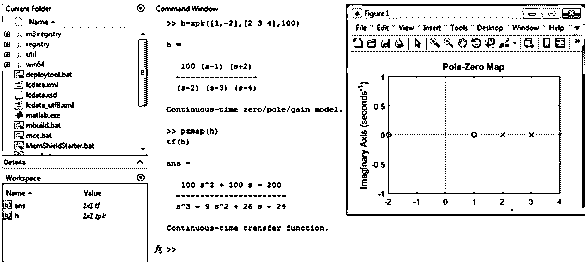 Current Folder
Name
m3iregistry
registry
util
win64
deploytool.bat
lcdata.xml
lcdata.xsd
lcdata_utf8.xml
matlab.exe
mbuild.bat
mcc.bat
MemShieldStarter.bat
Details
Workspace
Name Value
ans 1x1 tf
h 1x1 zpk
Command Window
>> h=zpk([1,-2],[2 3 4],100)
h =
100 (s-1) (s+2)
-------------------
(s-2) (s-3) (s-4)
Continuous-time zero/pole/gain model.
>> pzmap(h)
tf(h)
ans =
100 s^2 + 100 s - 200
-------------------------
s^3 - 9 s^2 + 26 s - 24
Continuous-time transfer function.
fx >>
Figure 1
File Edit View Insert Tools Desktop Window Help
Pole-Zero Map
Imaginary Axis (seconds⁻¹)
1
0.5
0
-0.5
-1
-2 -1 0 1 2 3 4